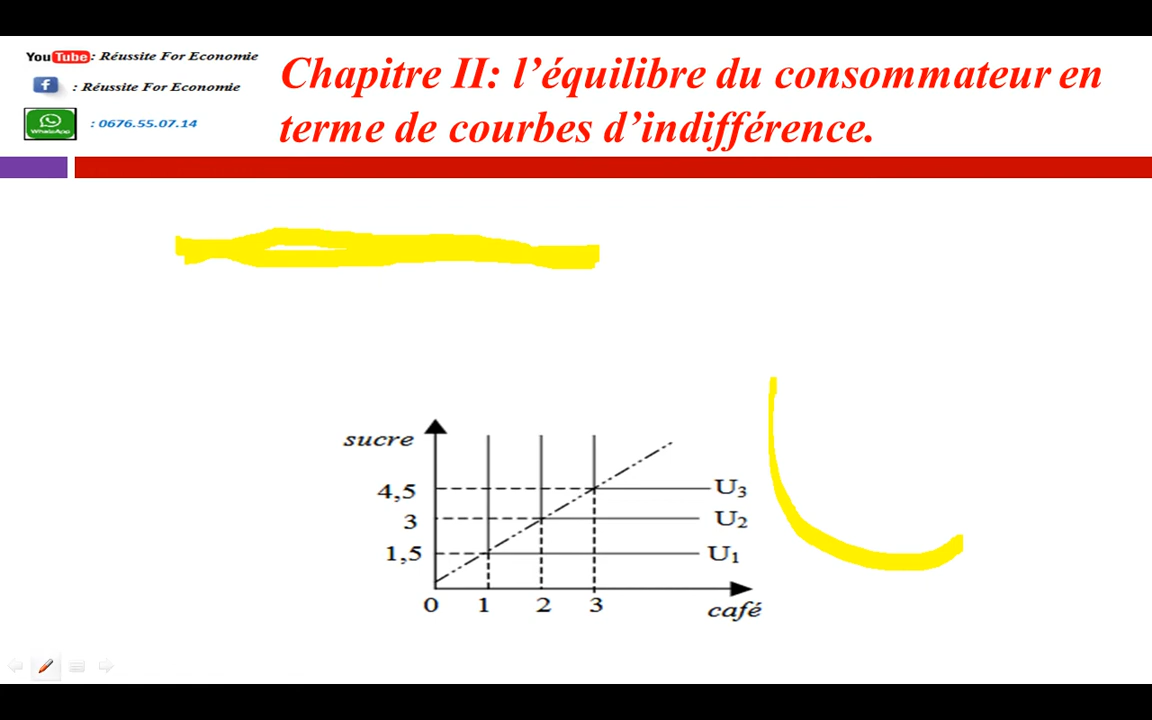 YouTube : Réussite For Economie
f : Réussite For Economie
WhatsApp : 0676.55.07.14
Chapitre II: l’équilibre du consommateur en
terme de courbes d’indifférence.
sucre
4,5 U3
3 U2
1,5 U1
0 1 2 3
café